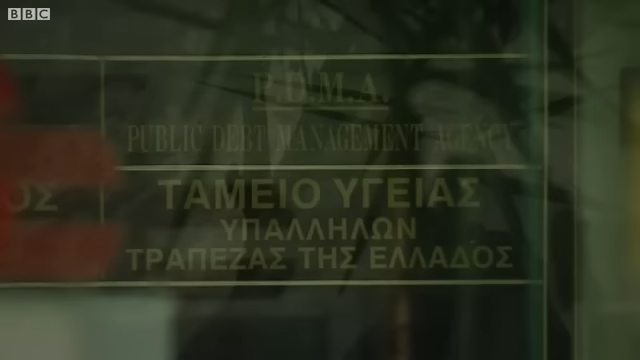 BBC
P.D.M.A.
PUBLIC DEBT MANAGEMENT AGENCY
ΟΣ
ΤΑΜΕΙΟ ΥΓΕΙΑΣ
ΥΠΑΛΛΗΛΩΝ
ΤΡΑΠΕΖΑΣ ΤΗΣ ΕΛΛΑΔΟΣ